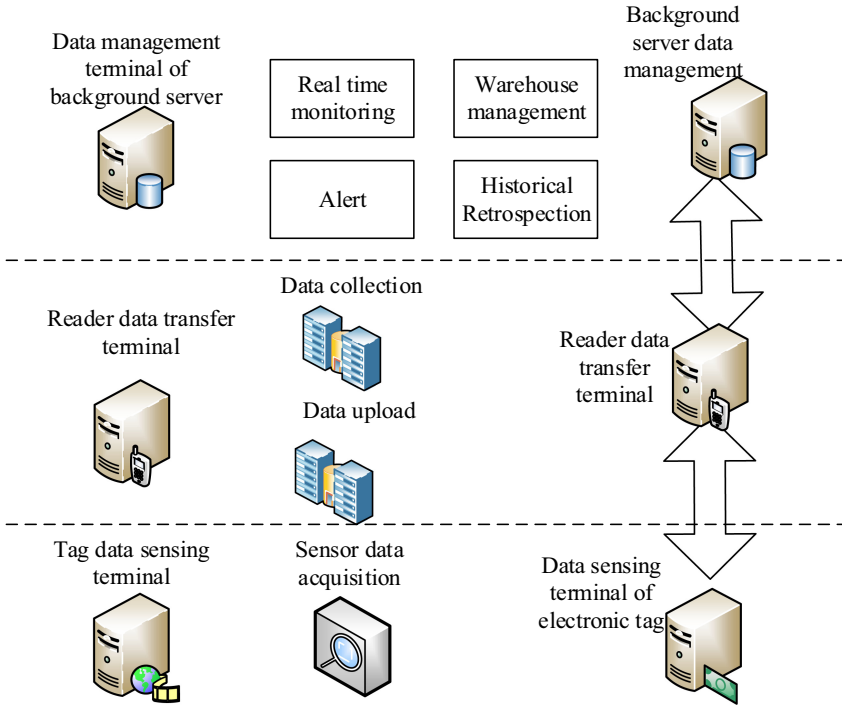 Data management
terminal of
background server
Real time
monitoring
Warehouse
management
Alert
Historical
Retrospection
Background
server data
management
Reader data transfer
terminal
Data collection
Data upload
Reader data
transfer
terminal
Tag data sensing
terminal
Sensor data
acquisition
Data sensing
terminal of
electronic tag